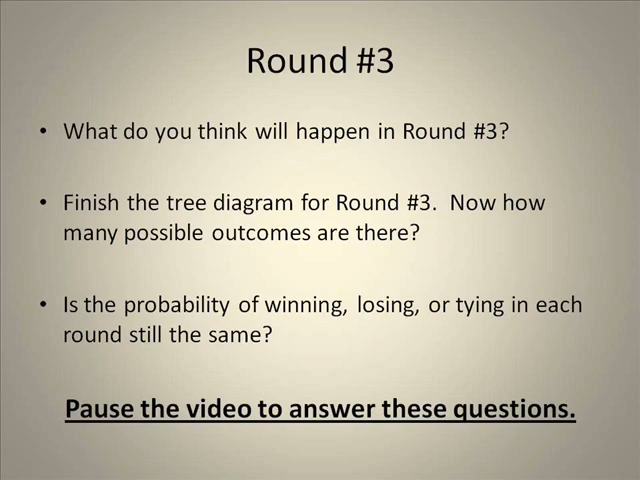 Round #3
• What do you think will happen in Round #3?
• Finish the tree diagram for Round #3.  Now how
many possible outcomes are there?
• Is the probability of winning, losing, or tying in each
round still the same?
Pause the video to answer these questions.